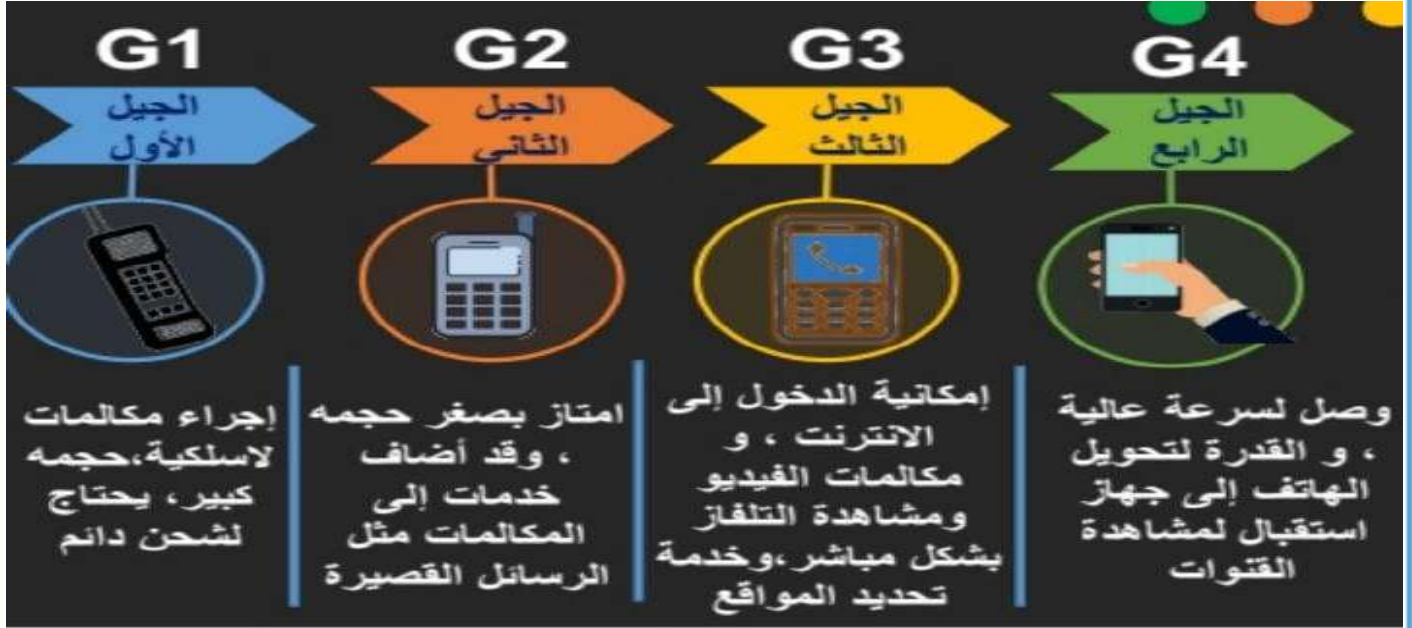 G1
الجيل
الأول
إجراء مكالمات
لاسلكية،حجمه
كبير، يحتاج
لشحن دائم
G2
الجيل
الثاني
امتاز بصغر حجمه
، وقد أضاف
خدمات إلى
المكالمات مثل
الرسائل القصيرة
G3
الجيل
الثالث
إمكانية الدخول إلى
الانترنت ، و
مكالمات الفيديو
ومشاهدة التلفاز
بشكل مباشر،وخدمة
تحديد المواقع
G4
الجيل
الرابع
وصل لسرعة عالية
، و القدرة لتحويل
الهاتف إلى جهاز
استقبال لمشاهدة
القنوات